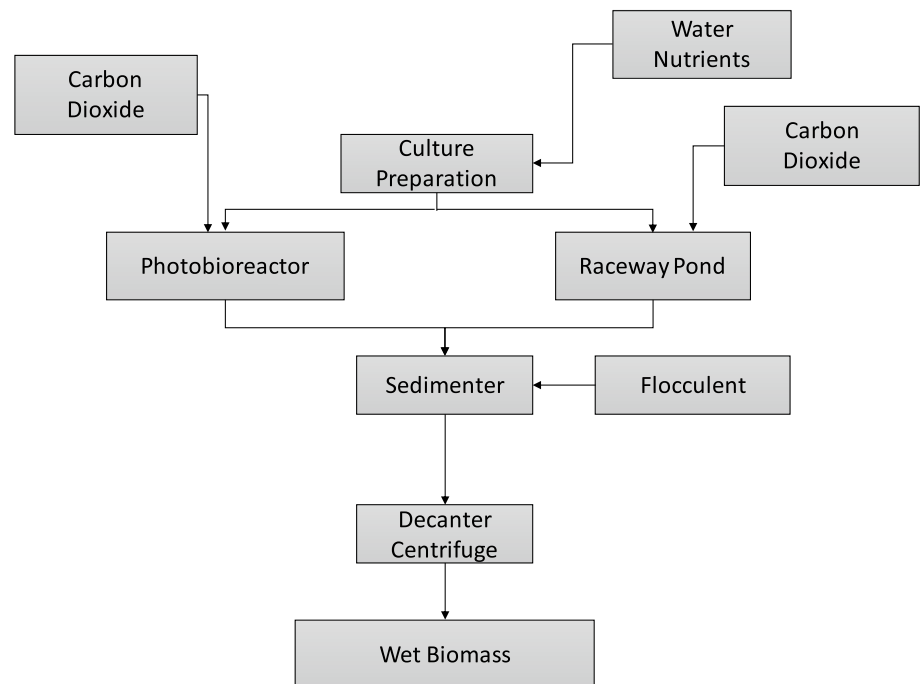 Water
Nutrients
Carbon
Dioxide
Carbon
Dioxide
Culture
Preparation
Photobioreactor
Raceway Pond
Sedimenter
Flocculent
Decanter
Centrifuge
Wet Biomass